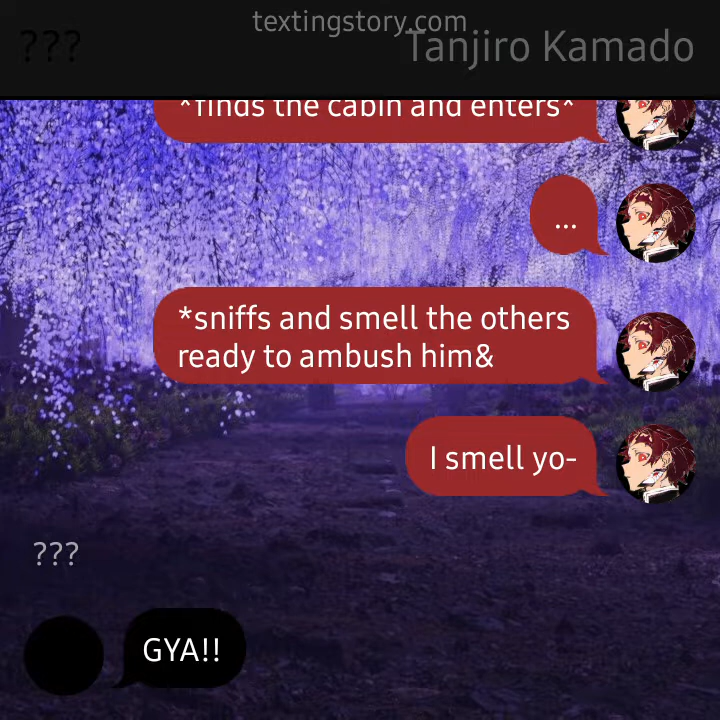 textingstory.com
???
Tanjiro Kamado
*finds the cabin and enters*
...
*sniffs and smell the others
ready to ambush him&
I smell yo-
???
GYA!!